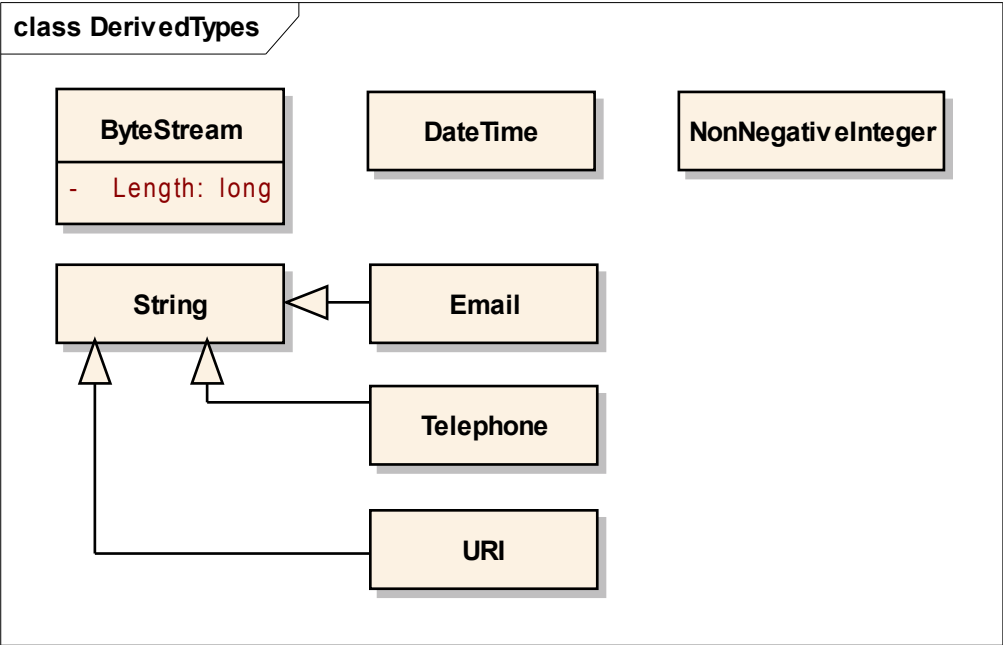 class DerivedTypes
ByteStream
- Length: long
DateTime
NonNegativeInteger
String
Email
Telephone
URI